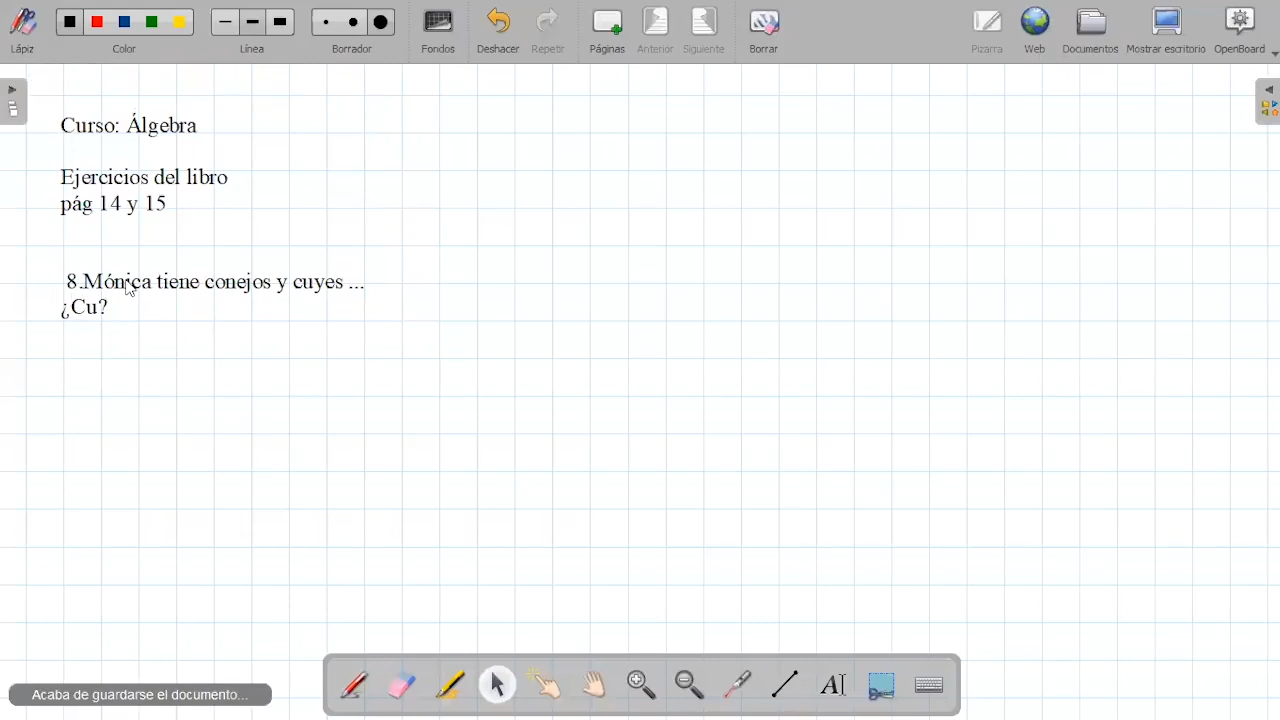 Lápiz
Color
Línea
Borrador
Fondos
Deshacer
Repetir
Páginas
Anterior
Siguiente
Borrar
Pizarra
Web
Documentos
Mostrar escritorio
OpenBoard
Curso: Álgebra
Ejercicios del libro
pág 14 y 15
8.Mónica tiene conejos y cuyes ...
¿Cu?
AI
Acaba de guardarse el documento...